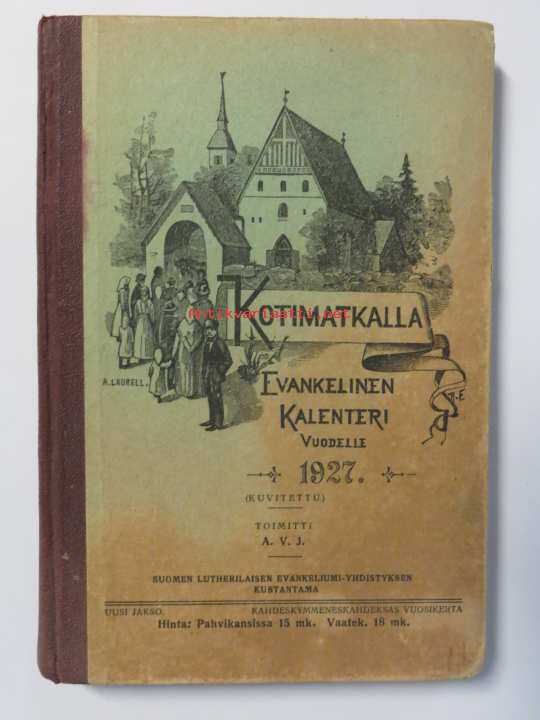 KOTIMATKALLA
Antikvariaatit.net
A. LAURELL.
EVANKELINEN
KALENTERI
VUODELLE
1927.
(KUVITETTU)
TOIMITTI
A. V. J.
SUOMEN LUTHERILAISEN EVANKELIUMI-YHDISTYKSEN
KUSTANTAMA
UUSI JAKSO. KAHDESKYMMENESKAHDEKSAS VUOSIKERTA
Hinta: Pahvikansissa 15 mk. Vaatek. 18 mk.